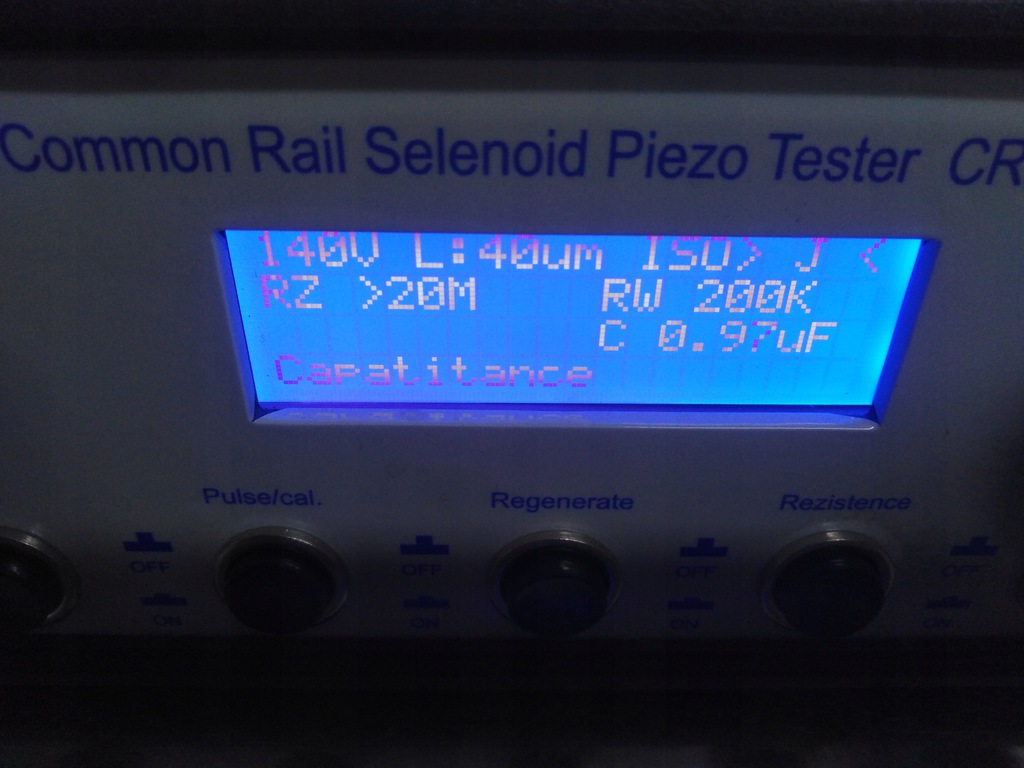 Common Rail Selenoid Piezo Tester CR
140V L:40um ISO> J <
RZ >20M RW 200K
C 0.97uF
Capatitance
Pulse/cal. Regenerate Rezistence
OFF OFF OFF OFF
ON ON ON ON